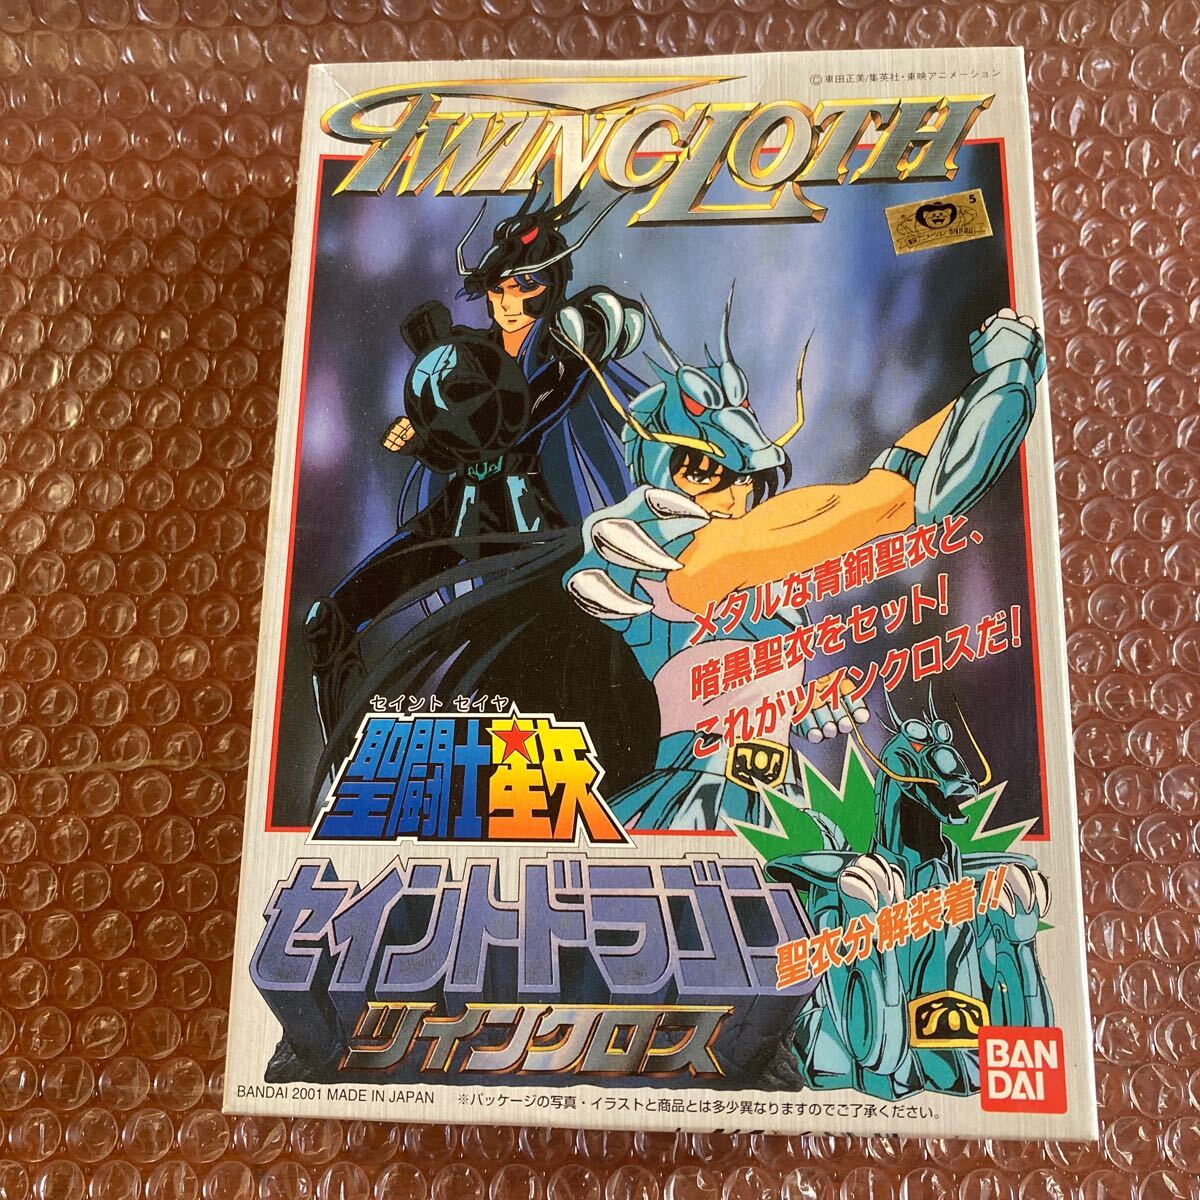 ©車田正美/集英社・東映アニメーション
TWINCLOTH
5
メタルな青銅聖衣と、
暗黒聖衣をセット!
これがツインクロスだ!
セイント セイヤ
聖闘士星矢
セイントドラゴン
ツインクロス
聖衣分解装着!!
BAN
DAI
BANDAI 2001 MADE IN JAPAN
※パッケージの写真・イラストと商品とは多少異なりますのでご了承ください。